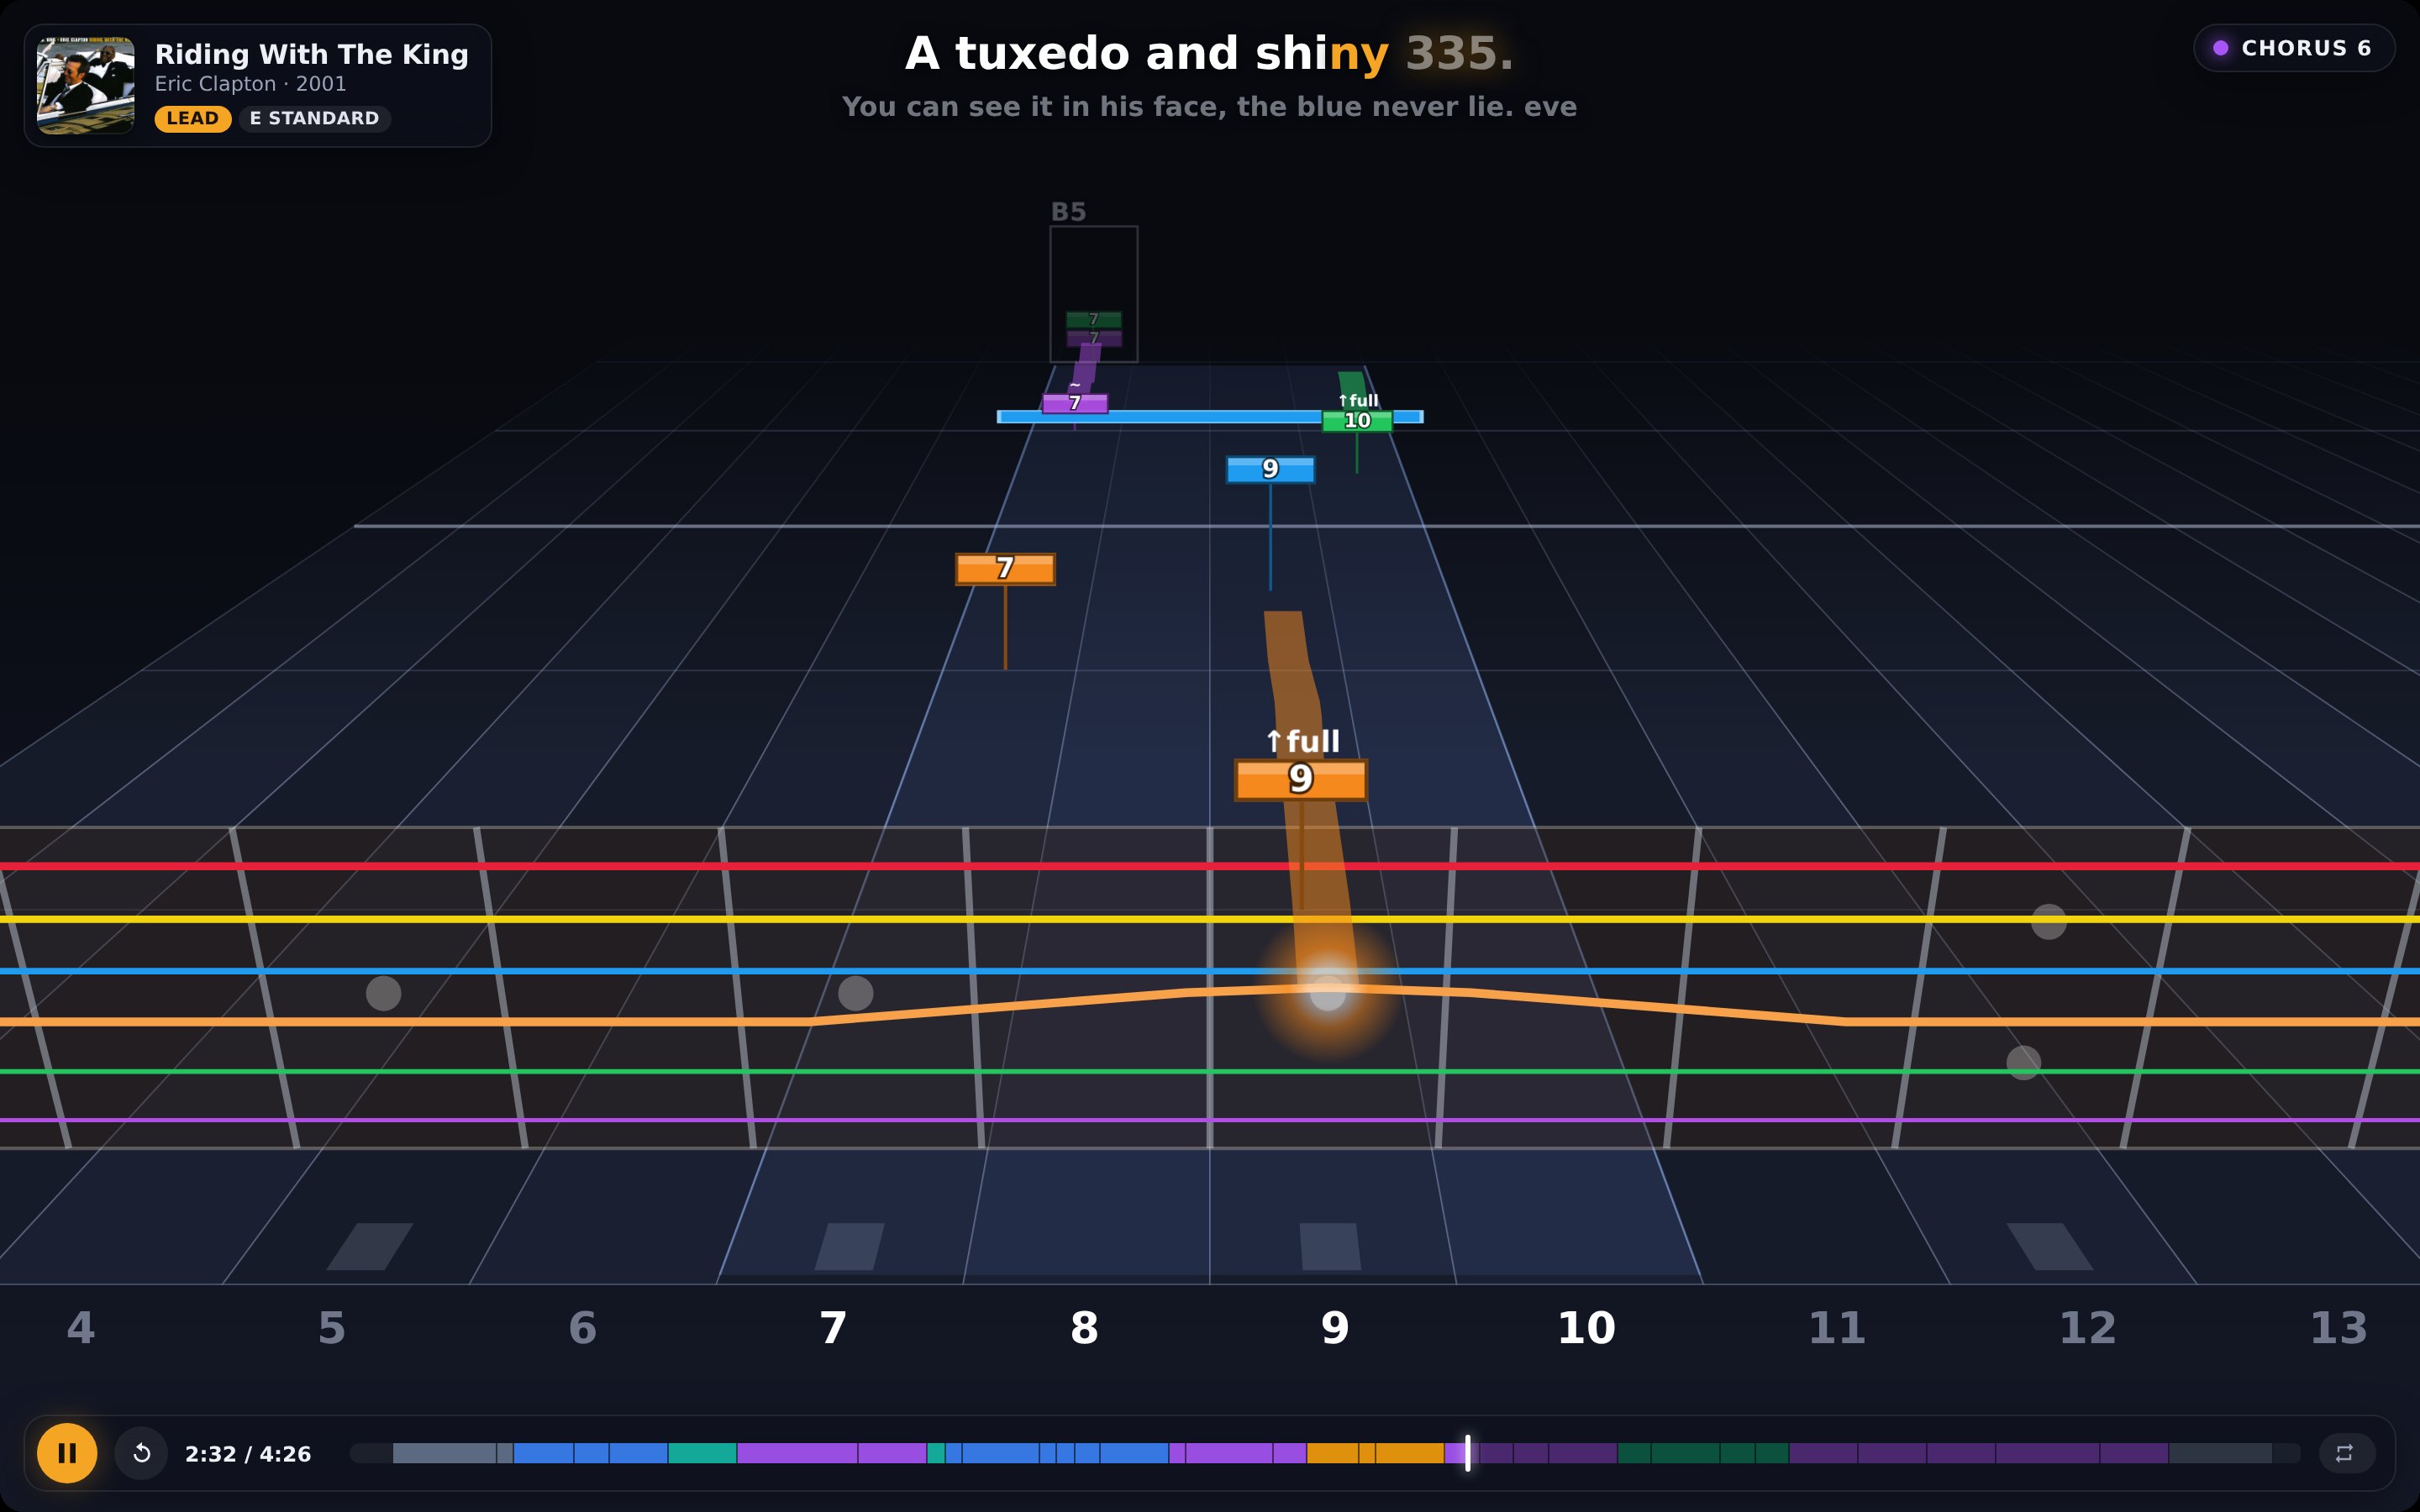 Riding With The King
Eric Clapton · 2001
LEAD E STANDARD
A tuxedo and shiny 335.
You can see it in his face, the blue never lie. eve
CHORUS 6
B5
7
7
~
7
↑full
10
9
7
↑full
9
4 5 6 7 8 9 10 11 12 13
2:32 / 4:26